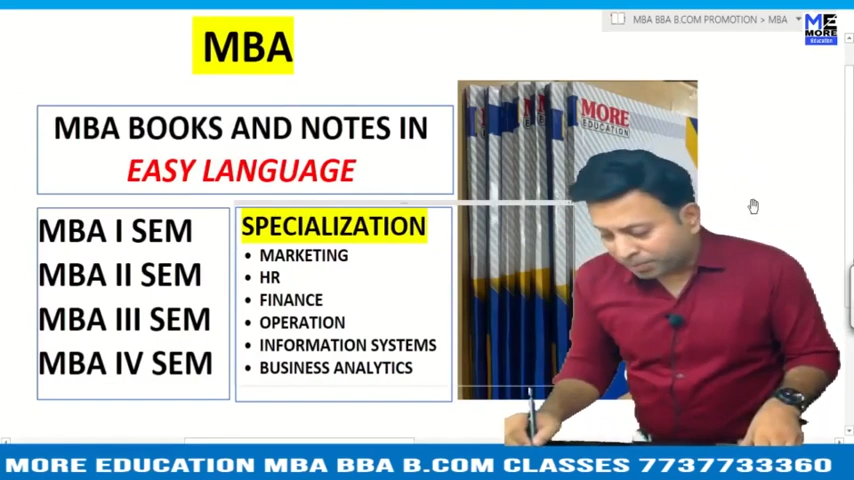 MBA BBA B.COM PROMOTION > MBA
ME
MORE
Education
MBA
MBA BOOKS AND NOTES IN
EASY LANGUAGE
MORE
EDUCATION
MBA I SEM
MBA II SEM
MBA III SEM
MBA IV SEM
SPECIALIZATION
• MARKETING
• HR
• FINANCE
• OPERATION
• INFORMATION SYSTEMS
• BUSINESS ANALYTICS
MORE EDUCATION MBA BBA B.COM CLASSES 7737733360